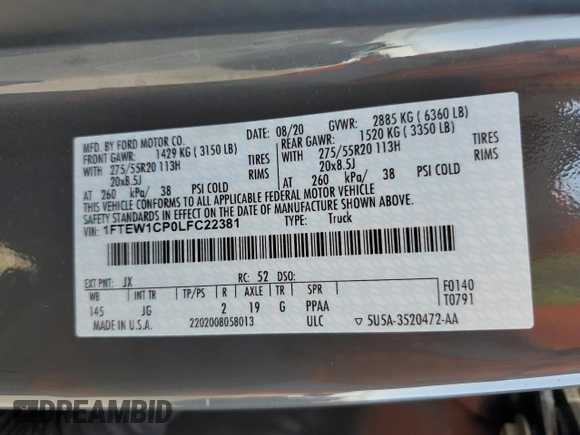 MFD. BY FORD MOTOR CO.
DATE: 08/20 GVWR: 2885 KG ( 6360 LB)
FRONT GAWR: 1429 KG ( 3150 LB) REAR GAWR: 1520 KG ( 3350 LB)
WITH 275/55R20 113H TIRES WITH 275/55R20 113H TIRES
20x8.5J RIMS 20x8.5J RIMS
AT 260 kPa/ 38 PSI COLD AT 260 kPa/ 38 PSI COLD
THIS VEHICLE CONFORMS TO ALL APPLICABLE FEDERAL MOTOR VEHICLE
SAFETY STANDARDS IN EFFECT ON THE DATE OF MANUFACTURE SHOWN ABOVE.
VIN: 1FTEW1CP0LFC22381 TYPE: Truck
EXT PNT: JX RC: 52 DSO:
WB INT TR TP/PS R AXLE TR SPR
145 JG 2 19 G PPAA
F0140
T0791
MADE IN U.S.A. 2202008058013 ULC ▽ 5U5A-3520472-AA
DREAMBID